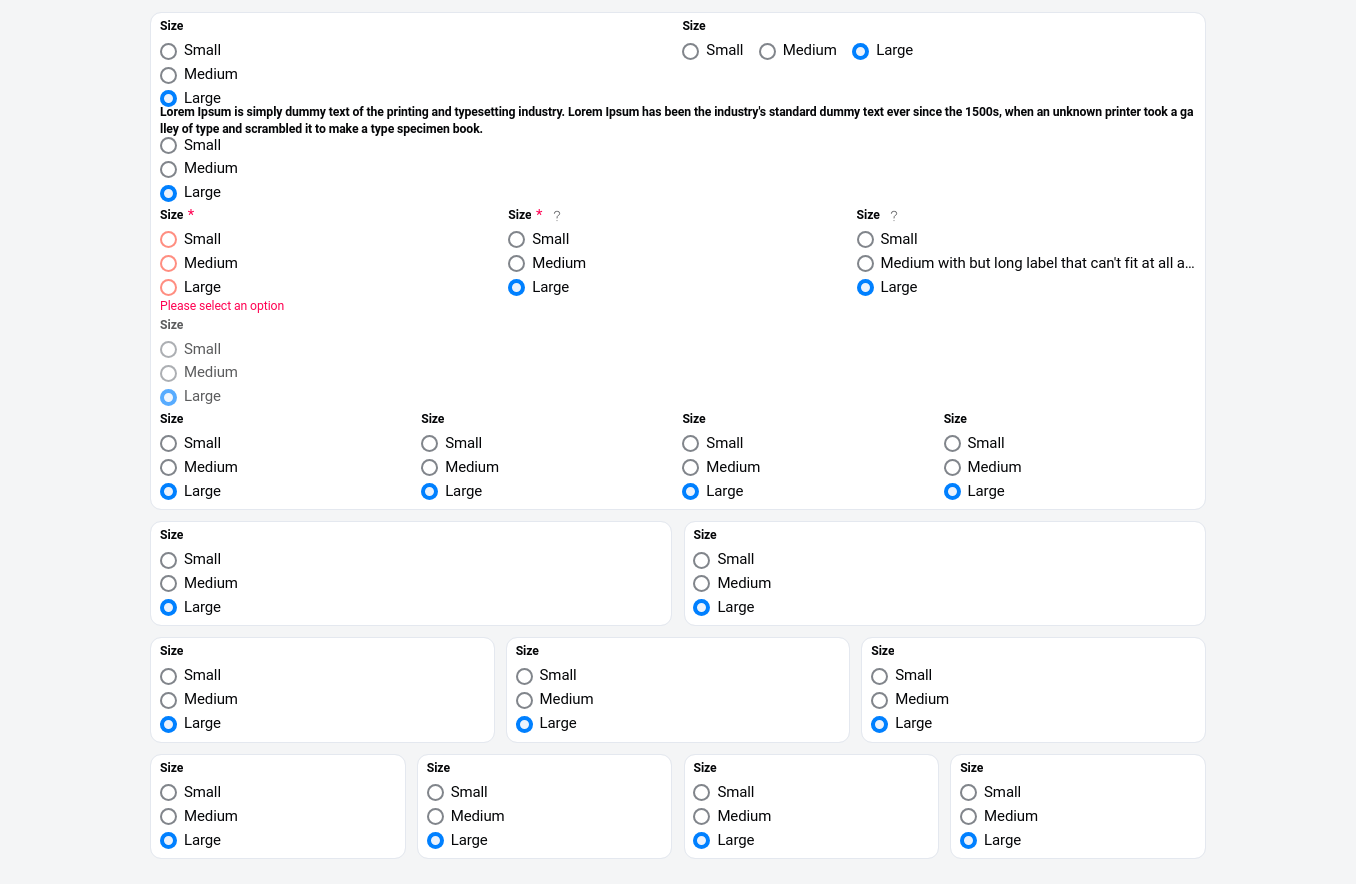 Size
Small
Medium
Large
Size
Small Medium Large
Lorem Ipsum is simply dummy text of the printing and typesetting industry. Lorem Ipsum has been the industry's standard dummy text ever since the 1500s, when an unknown printer took a ga
lley of type and scrambled it to make a type specimen book.
Small
Medium
Large
Size *
Small
Medium
Large
Please select an option
Size * ?
Small
Medium
Large
Size ?
Small
Medium with but long label that can't fit at all a...
Large
Size
Small
Medium
Large
Size
Small
Medium
Large
Size
Small
Medium
Large
Size
Small
Medium
Large
Size
Small
Medium
Large
Size
Small
Medium
Large
Size
Small
Medium
Large
Size
Small
Medium
Large
Size
Small
Medium
Large
Size
Small
Medium
Large
Size
Small
Medium
Large
Size
Small
Medium
Large
Size
Small
Medium
Large
Size
Small
Medium
Large